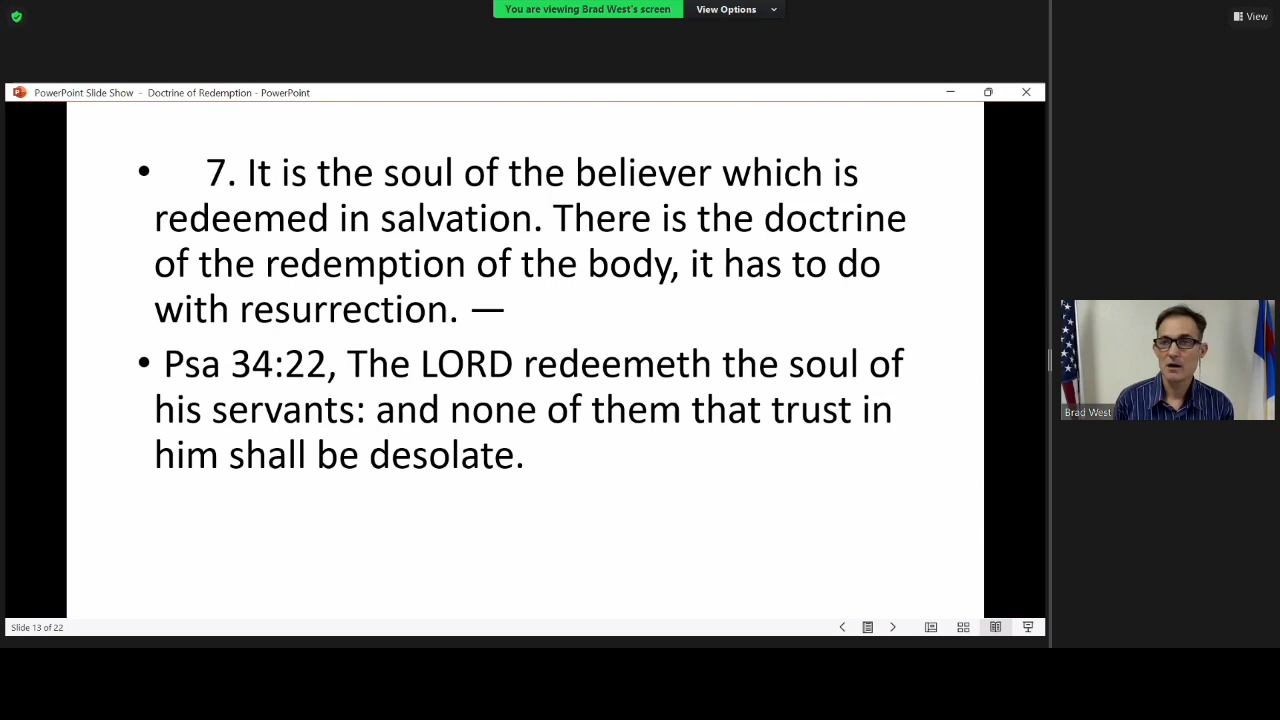 You are viewing Brad West's screen
View Options
View
PowerPoint Slide Show - Doctrine of Redemption - PowerPoint
• 7. It is the soul of the believer which is
redeemed in salvation. There is the doctrine
of the redemption of the body, it has to do
with resurrection. —
• Psa 34:22, The LORD redeemeth the soul of
his servants: and none of them that trust in
him shall be desolate.
Brad West
Slide 13 of 22